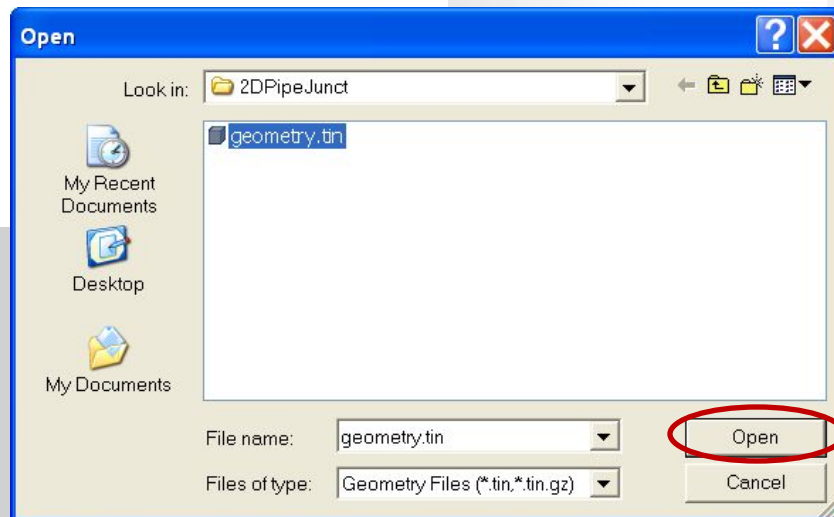 Open
Look in: 2DPipeJunct
geometry.tin
My Recent
Documents
Desktop
My Documents
File name: geometry.tin Open
Files of type: Geometry Files (*.tin,*.tin.gz) Cancel